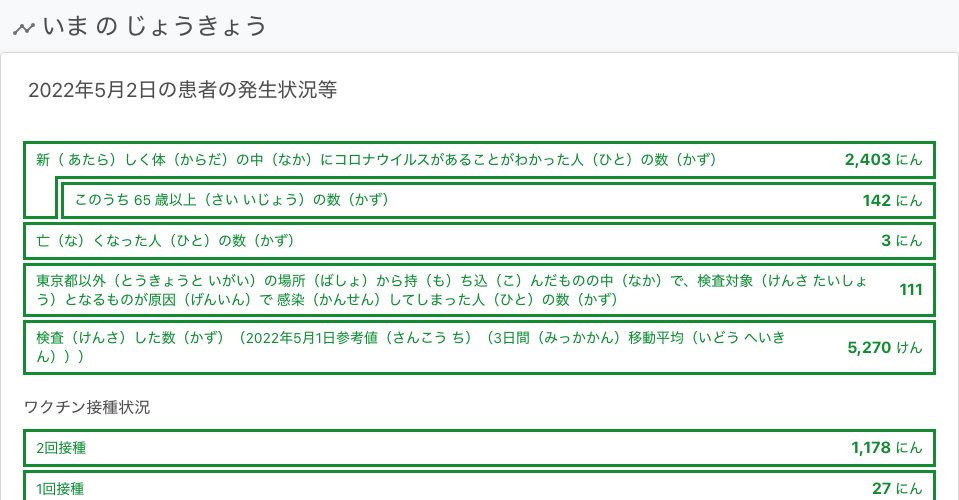 いま の じょうきょう
2022年5月2日の患者の発生状況等
新（ あたら）しく体（からだ）の中（なか）にコロナウイルスがあることがわかった人（ひと）の数（かず） 2,403 にん
このうち 65 歳以上（さい いじょう）の数（かず） 142 にん
亡（な）くなった人（ひと）の数（かず） 3 にん
東京都以外（とうきょうと いがい）の場所（ばしょ）から持（も）ち込（こ）んだものの中（なか）で、検査対象（けんさ たいしょ
う）となるものが原因（げんいん）で 感染（かんせん）してしまった人（ひと）の数（かず） 111
検査（けんさ）した数（かず）（2022年5月1日参考値（さんこう ち）（3日間（みっかかん）移動平均（いどう へいき
ん））） 5,270 けん
ワクチン接種状況
2回接種 1,178 にん
1回接種 27 にん